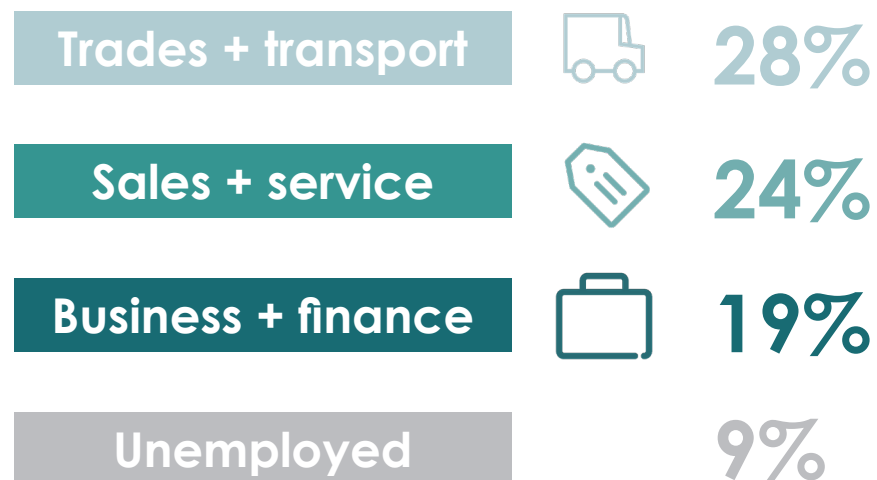 Trades + transport 28%
Sales + service 24%
Business + finance 19%
Unemployed 9%